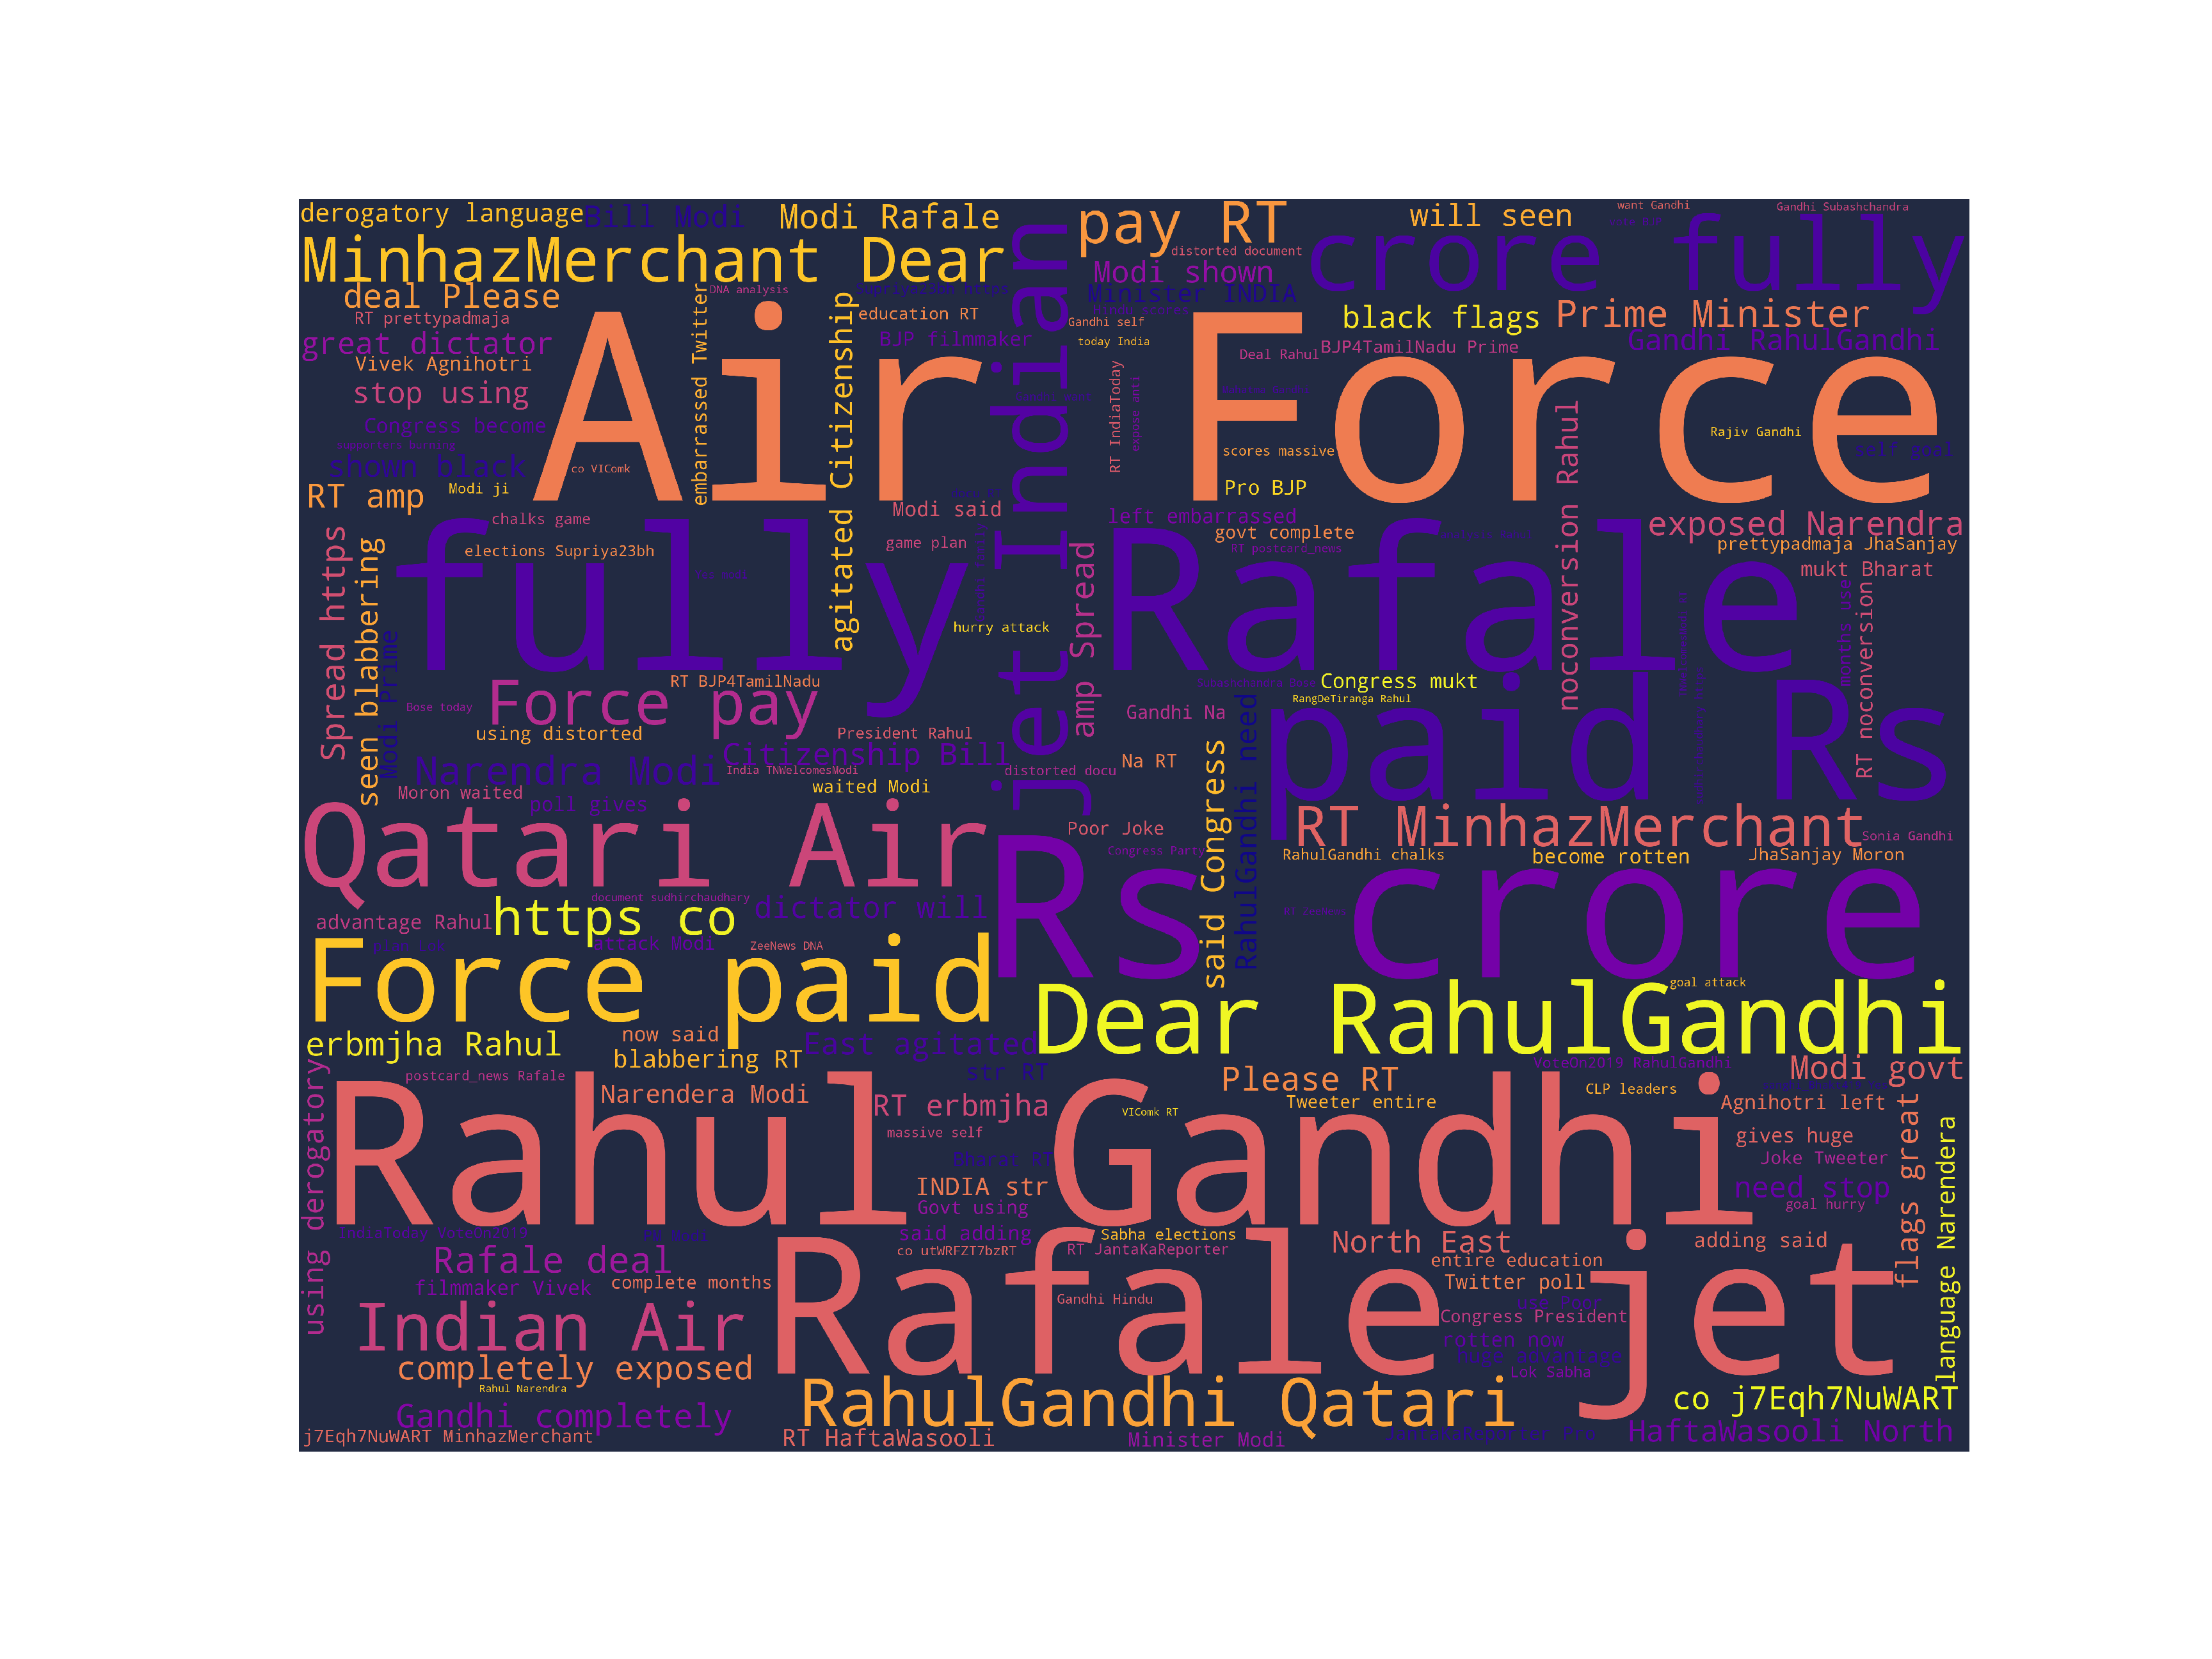 derogatory language
Bill Modi
Modi Rafale
pay RT
will seen
want Gandhi
Gandhi Subashchandra
MinhazMerchant Dear
distorted document
crore fully
Modi shown
deal Please
DNA analysis
Supriya23bh https
Minister INDIA
RT prettypadmaja
education RT
Gandhi self
black flags
Prime Minister
great dictator
BJP filmmaker
today India
Deal Rahul
BJP4TamilNadu Prime
Gandhi RahulGandhi
Vivek Agnihotri
Air Force
stop using
embarrassed Twitter
agitated Citizenship
jet Indian
RT IndiaToday
expose anti
Congress become
Rajiv Gandhi
supporters learning
shown black
co VIComk
scores massive
self goal
RT amp
Modi ji
Pro BJP
docu RT
Modi said
noconversion Rahul
chalks game
left embarrassed
exposed Narendra
Spread https
seen blabbering
elections Supriya23bh
game plan
govt complete
RT postcard_news
prettypadmaja JhaSanjay
fully Rafale
mukt Bharat
months use
RT noconversion
Modi Prime
hurry attack
amp Spread
RT BJP4TamilNadu
Congress mukt
Force pay
RangDeTiranga Rahul
Bose today
Gandhi Na
paid Rs
using distorted
President Rahul
said Congress
RahulGandhi need
Narendra Modi
Citizenship Bill
India TNWelcomesModi
distorted docu
Na RT
Moron waited
waited Modi
poll gives
Qatari Air
Poor Joke
RT MinhazMerchant
Sonia Gandhi
Congress Party
RahulGandhi chalks
become rotten
JhaSanjay Moron
Rs crore
document sudhirchaudhary
advantage Rahul
https co
dictator will
attack Modi
ZeeNews DNA
Force paid
goal attack
Dear RahulGandhi
erbmjha Rahul
now said
blabbering RT
East agitated
VoteOn2019 RahulGandhi
Modi govt
using derogatory
postcard_news Rafale
str RT
Please RT
CLP leaders
Narendera Modi
RT erbmjha
VIComk RT
Tweeter entire
Agnihotri left
Rahul Gandhi
massive self
gives huge
flags great
language Narendera
Bharat RT
Joke Tweeter
INDIA str
need stop
Govt using
goal hurry
IndiaToday VoteOn2019
PM Modi
said adding
Sabha elections
North East
adding said
Rafale deal
co utWRFZT7bzRT
RT JantaKaReporter
entire education
Rafale jet
filmmaker Vivek
complete months
Twitter poll
Gandhi Hindu
use Poor
Indian Air
Congress President
rotten now
huge advantage
completely exposed
Lok Sabha
Rahul Narendra
RahulGandhi Qatari
co j7Eqh7NuWART
Gandhi completely
j7Eqh7NuWART MinhazMerchant
RT HaftaWasooli
Minister Modi
JantaKaReporter Pro
HaftaWasooli North